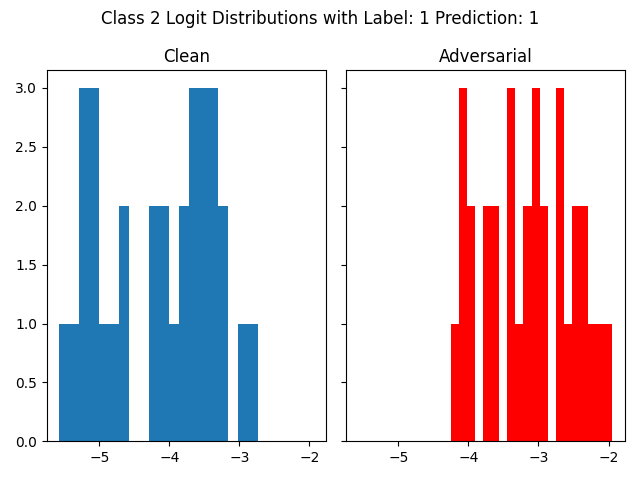 Class 2 Logit Distributions with Label: 1 Prediction: 1
Clean
Adversarial
3.0
2.5
2.0
1.5
1.0
0.5
0.0
−5 −4 −3 −2
−5 −4 −3 −2